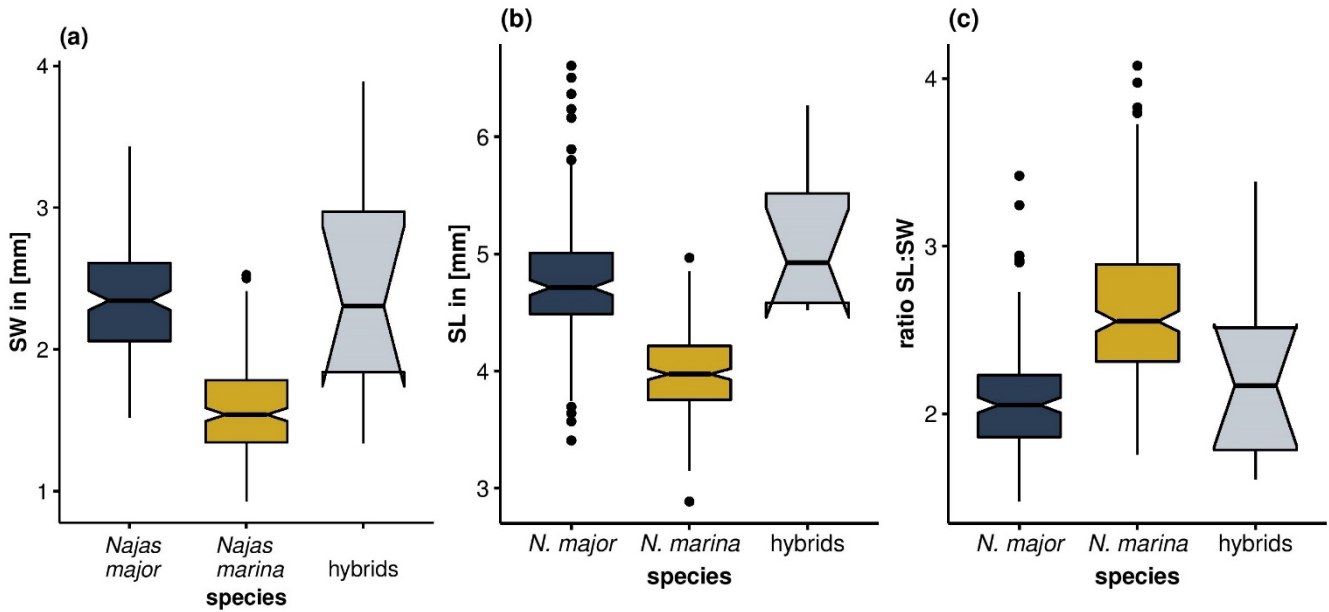 (a)
SW in [mm]
4
3
2
1
Najas
major
Najas
marina
hybrids
species
(b)
SL in [mm]
6
5
4
3
N. major
N. marina
hybrids
species
(c)
ratio SL:SW
4
3
2
N. major
N. marina
hybrids
species